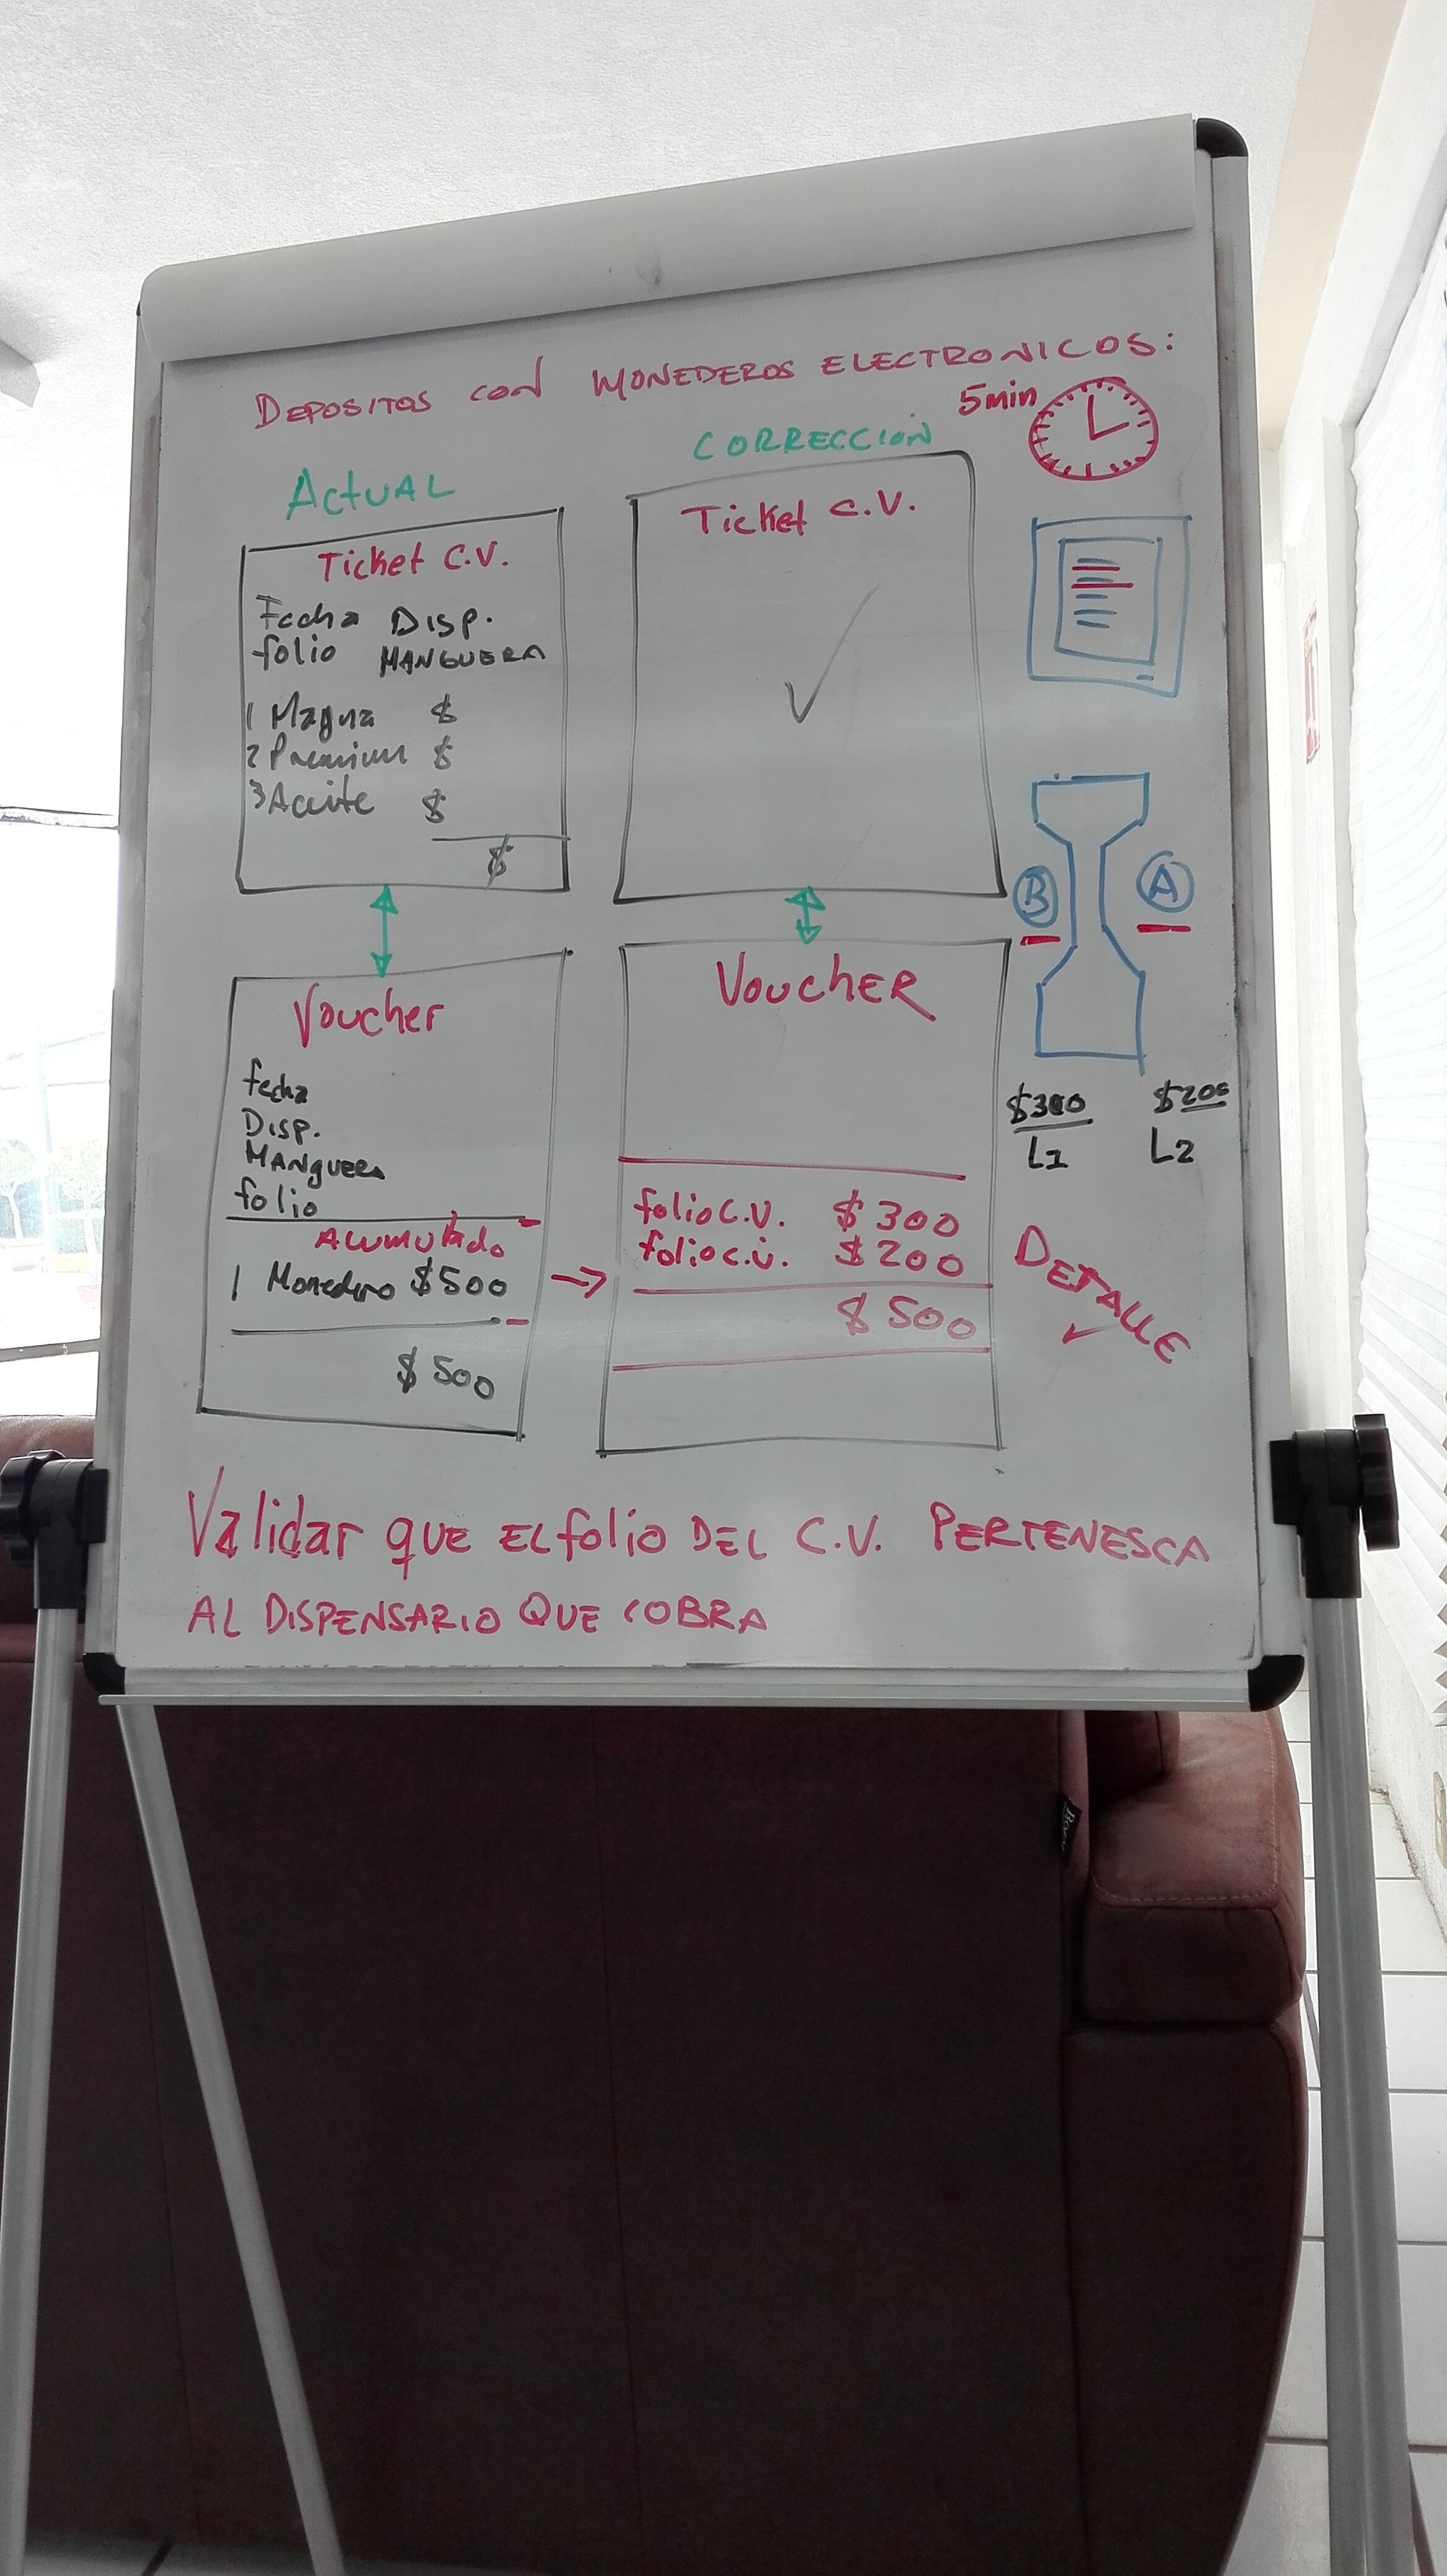 DEPOSITOS CON MONEDEROS ELECTRONICOS:
5min
ACTUAL
Ticket C.V.
Fecha DISP.
folio MANGUERA
1 Magna $
2 Premium $
3 Aceite $
$
Voucher
fecha
DISP.
MANguera
folio
ACUMUlado
1 Monedero $500
$500
CORRECCION
Ticket C.V.
VOUCHER
folio C.V. $300
folio C.V. $200
$500
B
A
$300
L1
$200
L2
DETALLE
Validar que EL folio DEL C.V. PERTENESCA
AL DISPENSARIO QUE COBRA